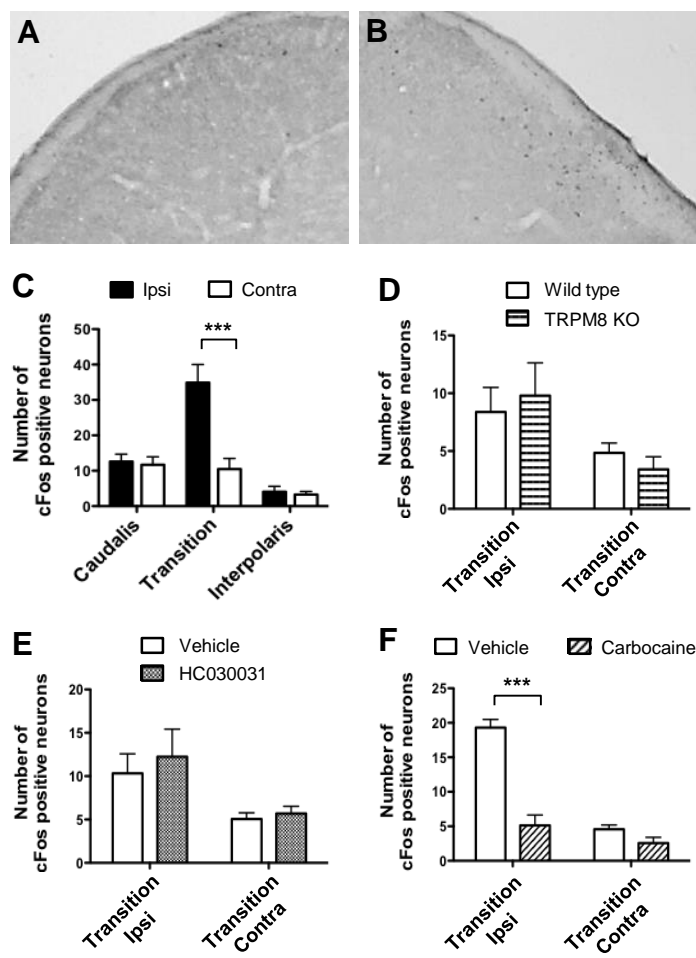 A
B
C
Ipsi
Contra
Number of
cFos positive neurons
50
40
30
20
10
0
***
Caudalis
Transition
Interpolaris
D
Wild type
TRPM8 KO
Number of
cFos positive neurons
15
10
5
0
Transition
Ipsi
Transition
Contra
E
Vehicle
HC030031
Number of
cFos positive neurons
20
15
10
5
0
Transition
Ipsi
Transition
Contra
F
Vehicle
Carbocaine
Number of
cFos positive neurons
25
20
15
10
5
0
***
Transition
Ipsi
Transition
Contra